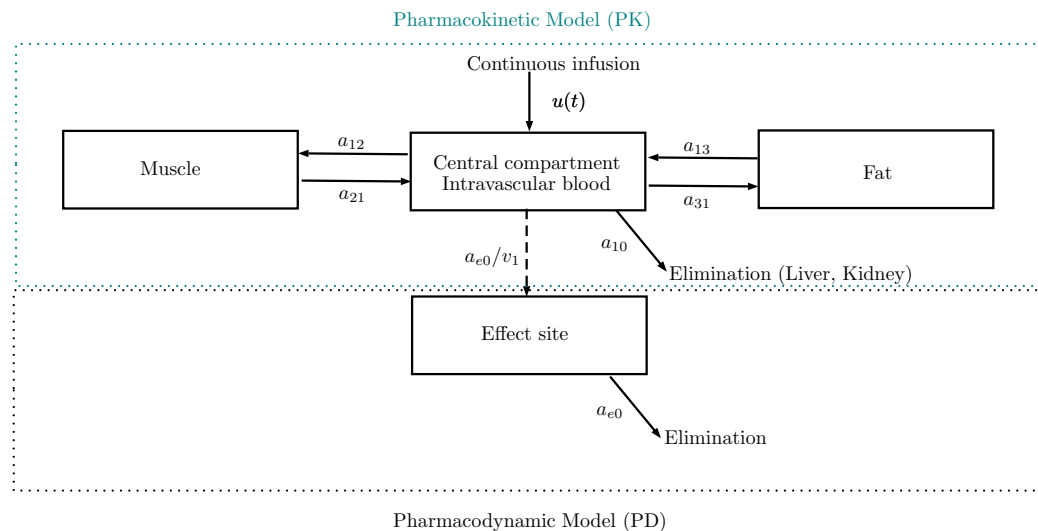 Pharmacokinetic Model (PK)
Continuous infusion
u(t)
Muscle
a12
a21
Central compartment
Intravascular blood
a13
a31
Fat
ae0/v1
a10
Elimination (Liver, Kidney)
Effect site
ae0
Elimination
Pharmacodynamic Model (PD)